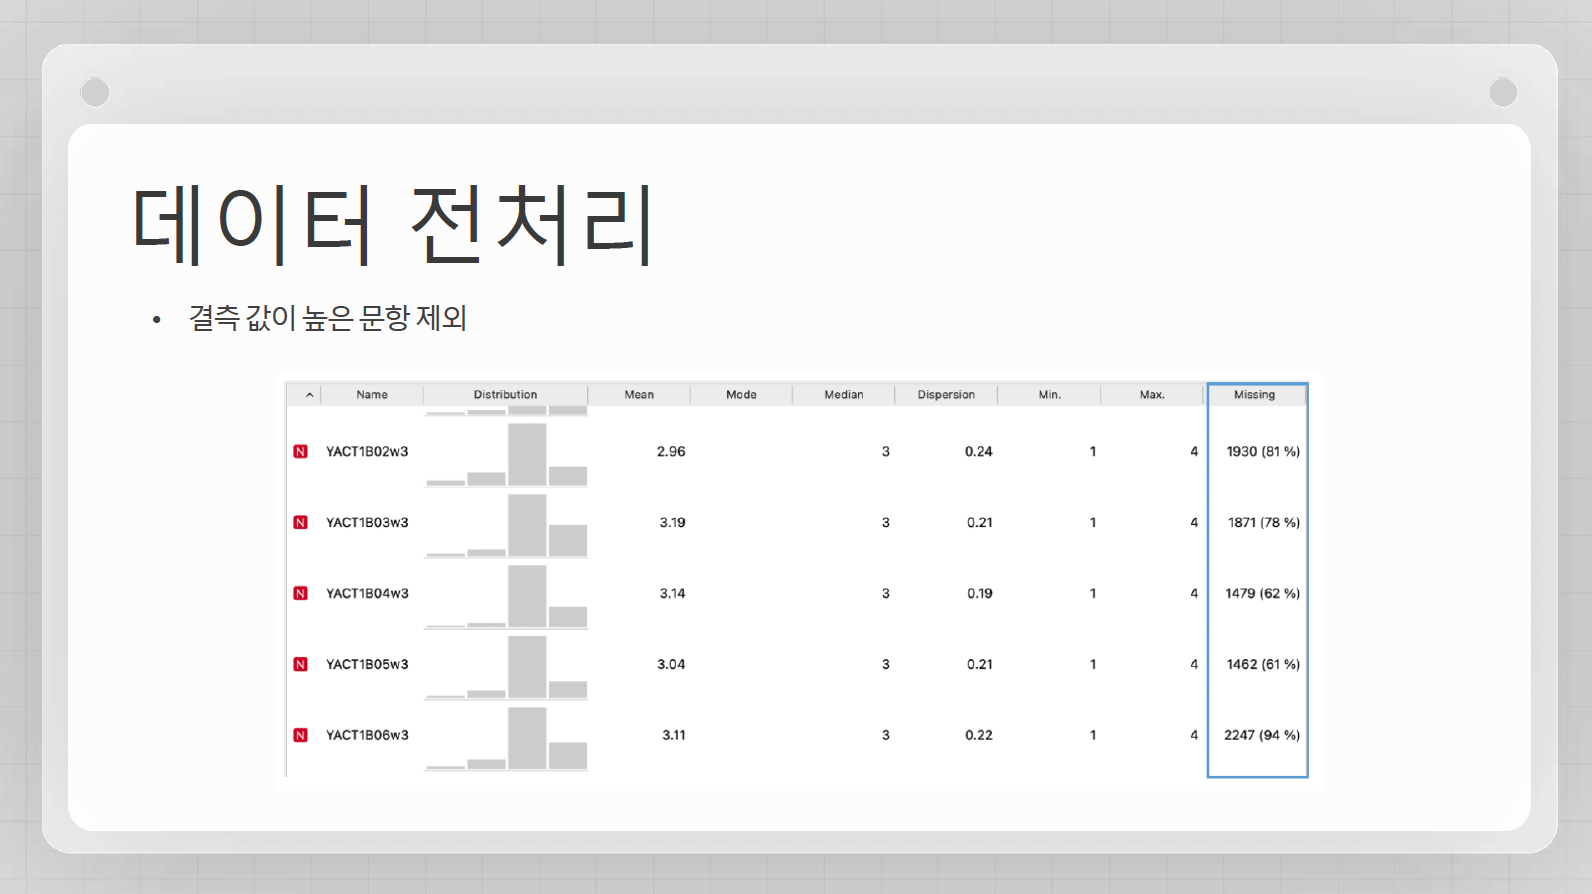 데이터 전처리
• 결측 값이 높은 문항 제외
Name Distribution Mean Mode Median Dispersion Min. Max. Missing
N YACT1B02w3 2.96 3 0.24 1 4 1930 (81 %)
N YACT1B03w3 3.19 3 0.21 1 4 1871 (78 %)
N YACT1B04w3 3.14 3 0.19 1 4 1479 (62 %)
N YACT1B05w3 3.04 3 0.21 1 4 1462 (61 %)
N YACT1B06w3 3.11 3 0.22 1 4 2247 (94 %)